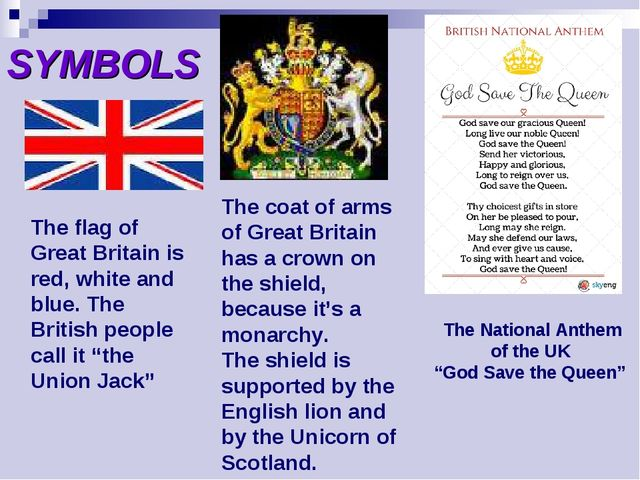 SYMBOLS
The flag of
Great Britain is
red, white and
blue. The
British people
call it “the
Union Jack”
The coat of arms
of Great Britain
has a crown on
the shield,
because it’s a
monarchy.
The shield is
supported by the
English lion and
by the Unicorn of
Scotland.
BRITISH NATIONAL ANTHEM
God Save The Queen
God save our gracious Queen!
Long live our noble Queen!
God save the Queen!
Send her victorious,
Happy and glorious,
Long to reign over us,
God save the Queen.
Thy choicest gifts in store
On her be pleased to pour,
Long may she reign.
May she defend our laws,
And ever give us cause,
To sing with heart and voice,
God save the Queen!
skyeng
The National Anthem
of the UK
“God Save the Queen”